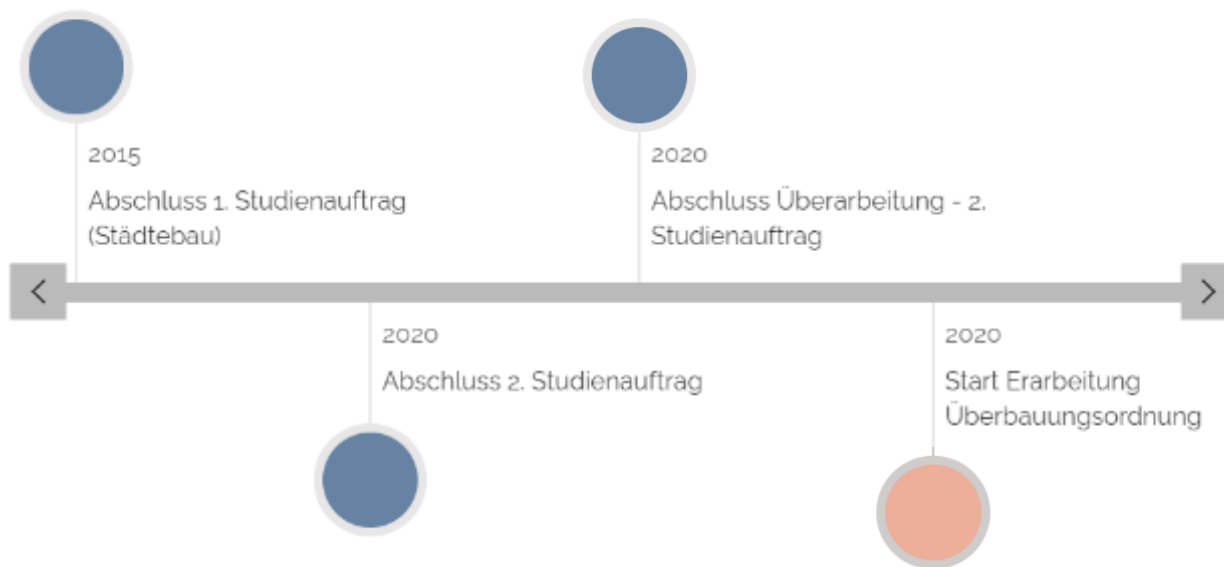 2015
Abschluss 1. Studienauftrag
(Städtebau)
2020
Abschluss 2. Studienauftrag
2020
Abschluss Überarbeitung - 2.
Studienauftrag
2020
Start Erarbeitung
Überbauungsordnung